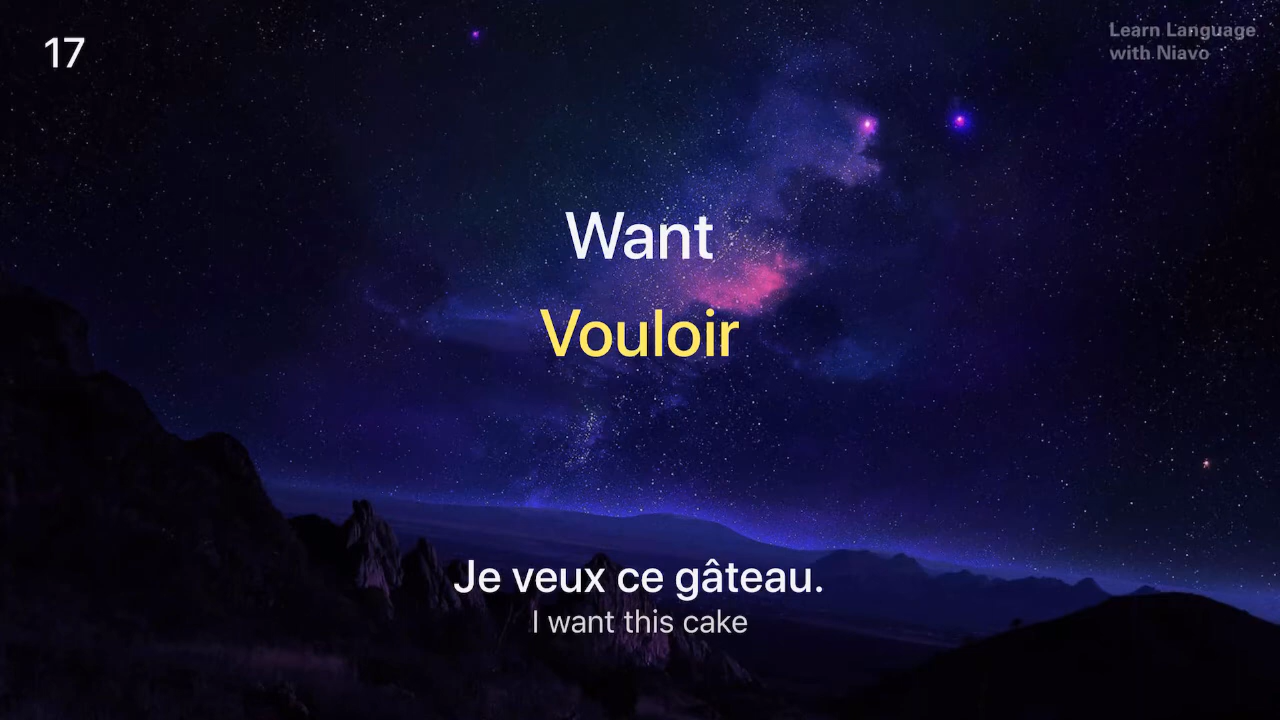 17
Learn Language
with Niavo
Want
Vouloir
Je veux ce gâteau.
I want this cake